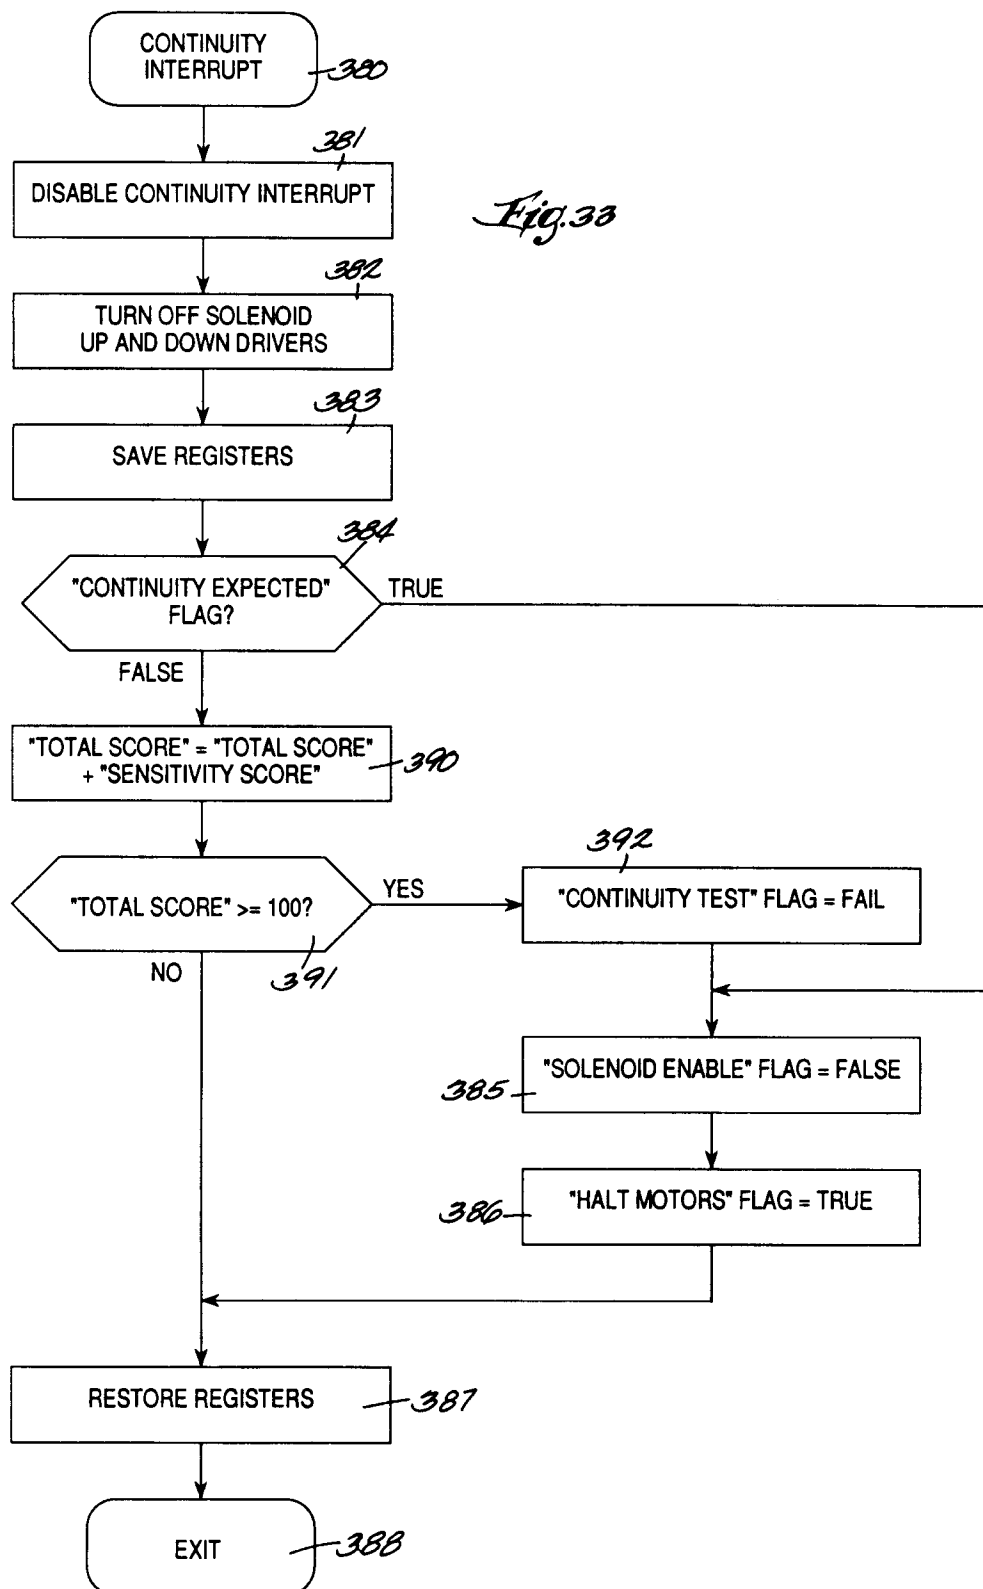 CONTINUITY
INTERRUPT
380
381
DISABLE CONTINUITY INTERRUPT
Fig.33
382
TURN OFF SOLENOID
UP AND DOWN DRIVERS
383
SAVE REGISTERS
384
"CONTINUITY EXPECTED"
FLAG?
TRUE
FALSE
"TOTAL SCORE" = "TOTAL SCORE"
+ "SENSITIVITY SCORE"
390
"TOTAL SCORE" >= 100?
YES
NO
391
392
"CONTINUITY TEST" FLAG = FAIL
"SOLENOID ENABLE" FLAG = FALSE
385
"HALT MOTORS" FLAG = TRUE
386
RESTORE REGISTERS
387
EXIT
388